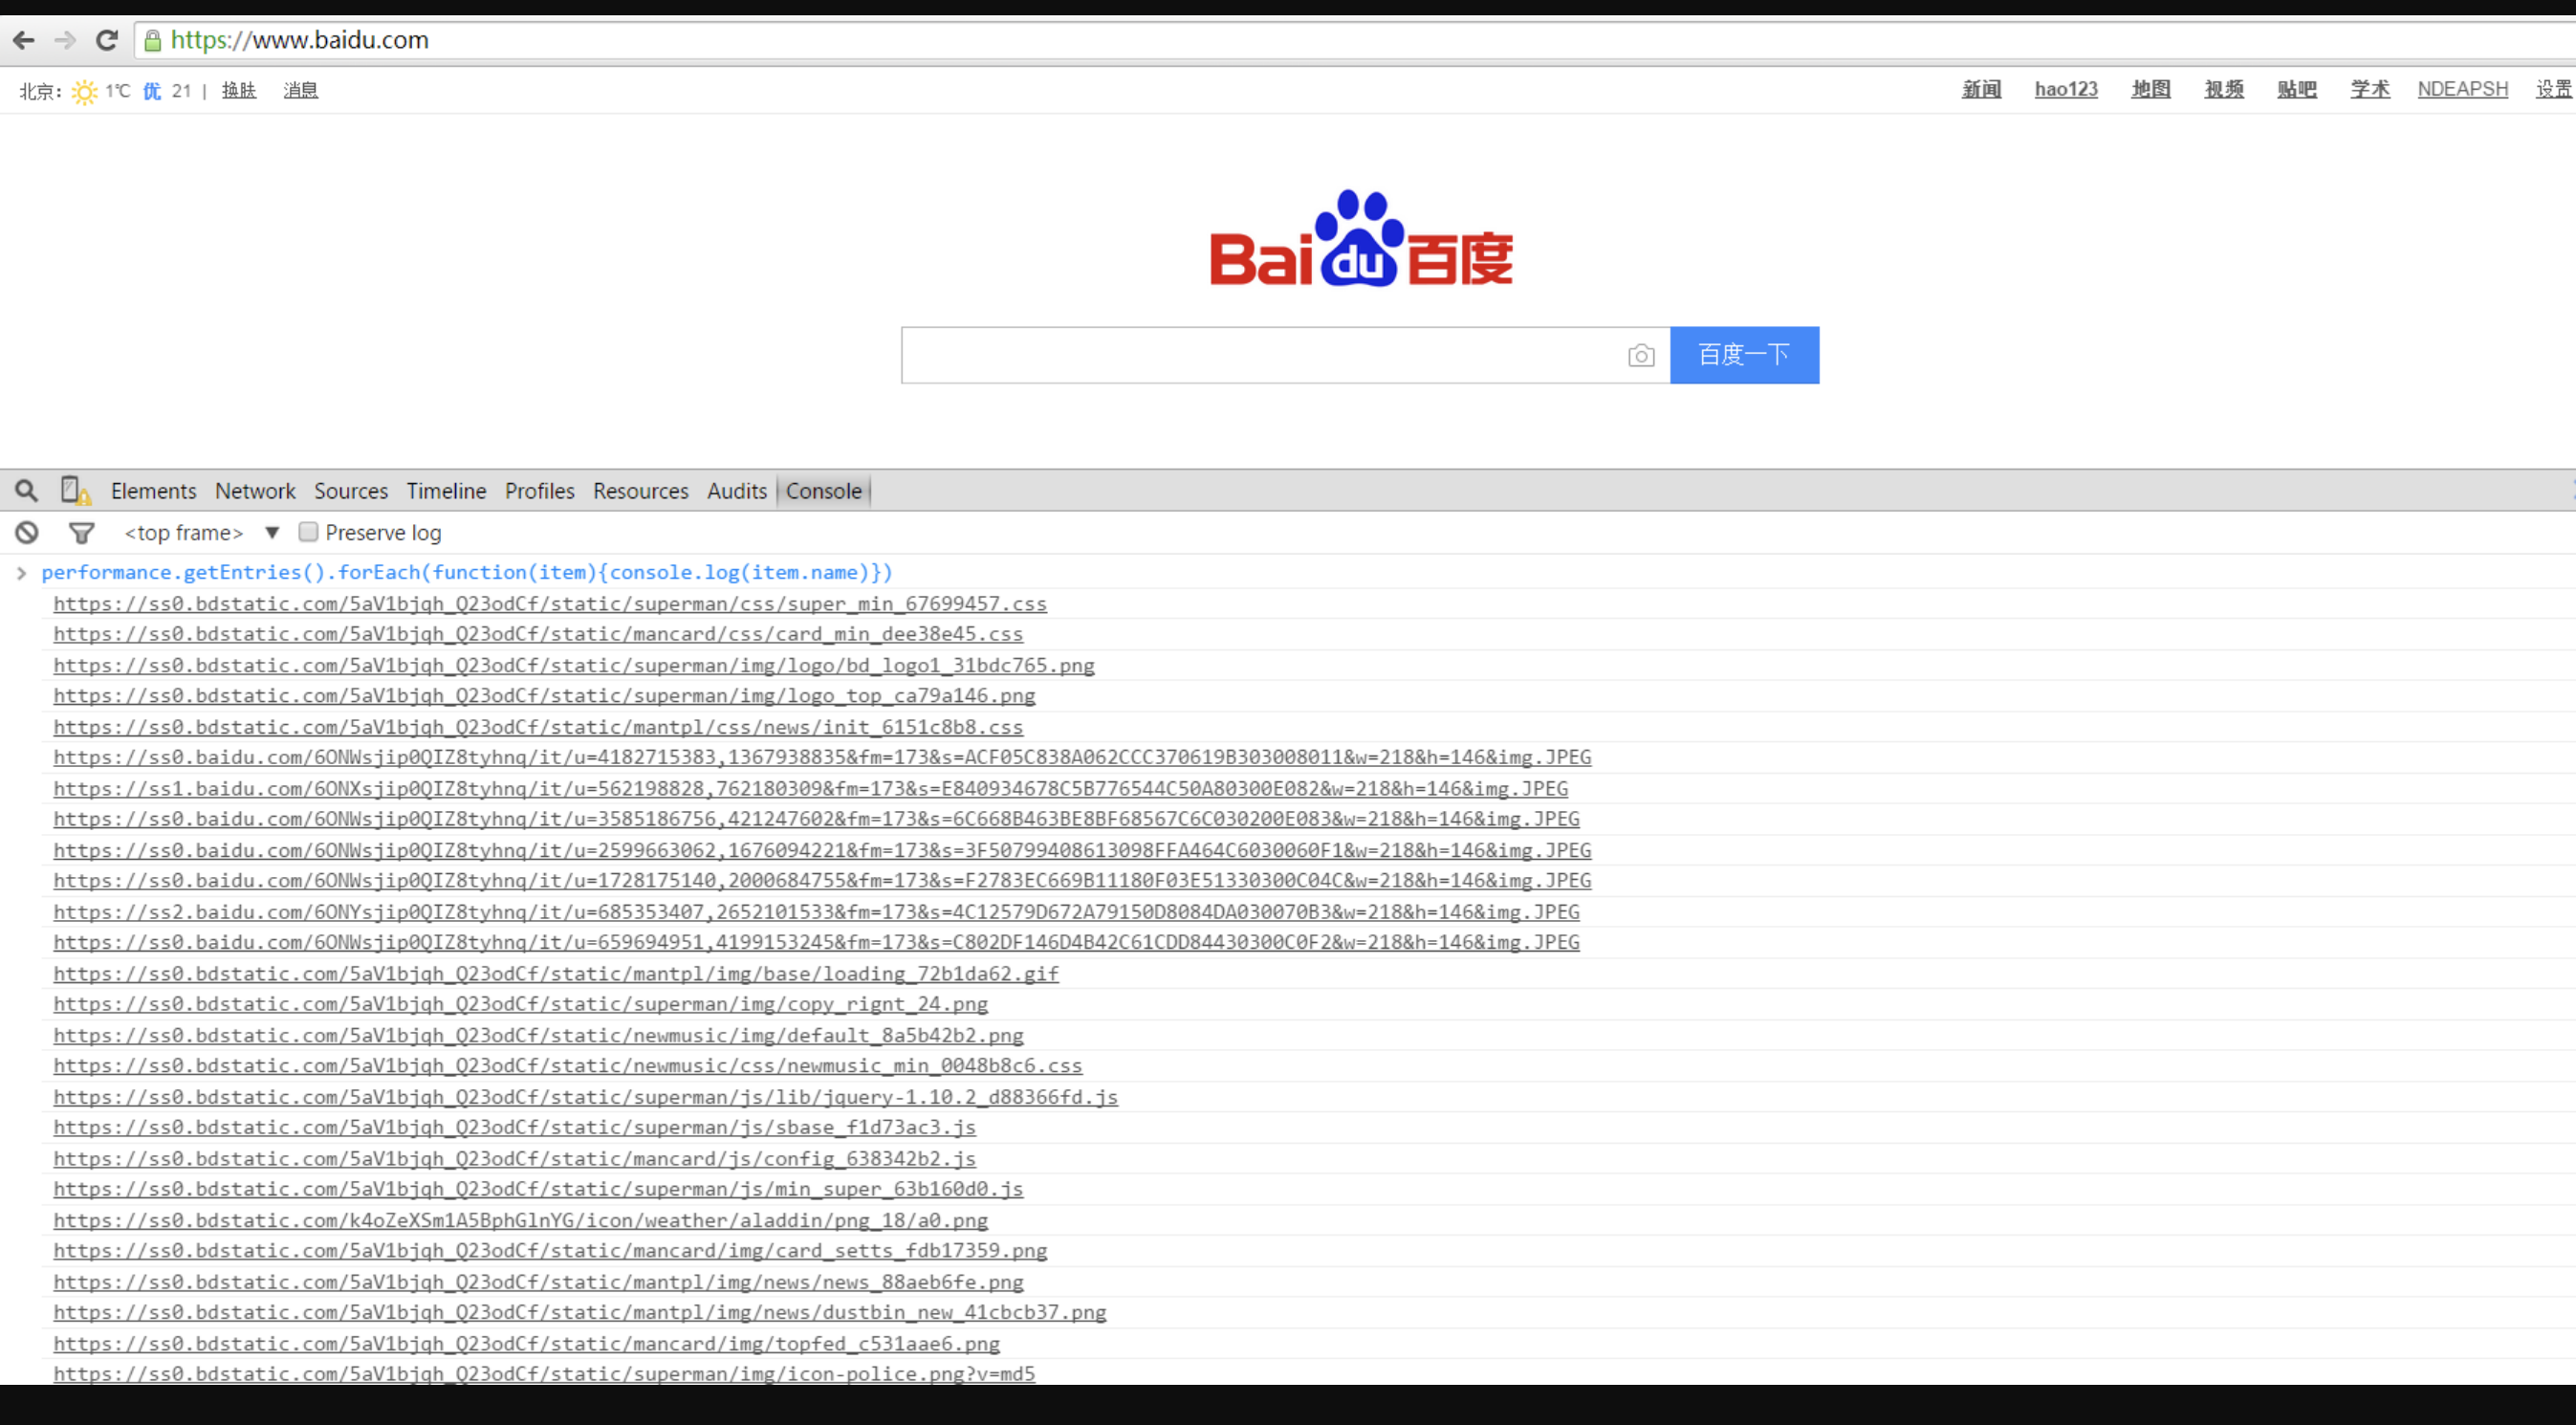 https://www.baidu.com
北京: 1℃ 优 21 | 换肤 消息 新闻 hao123 地图 视频 贴吧 学术 NDEAPSH 设置
Bai du 百度
百度一下
Elements Network Sources Timeline Profiles Resources Audits Console
<top frame> ▼ Preserve log
> performance.getEntries().forEach(function(item){console.log(item.name)})
https://ss0.bdstatic.com/5aV1bjqh_Q23odCf/static/superman/css/super_min_67699457.css
https://ss0.bdstatic.com/5aV1bjqh_Q23odCf/static/mancard/css/card_min_dee38e45.css
https://ss0.bdstatic.com/5aV1bjqh_Q23odCf/static/superman/img/logo/bd_logo1_31bdc765.png
https://ss0.bdstatic.com/5aV1bjqh_Q23odCf/static/superman/img/logo_top_ca79a146.png
https://ss0.bdstatic.com/5aV1bjqh_Q23odCf/static/mantpl/css/news/init_6151c8b8.css
https://ss0.baidu.com/6ONWsjip0QIZ8tyhnq/it/u=4182715383,1367938835&fm=173&s=ACF05C838A062CCC370619B303008011&w=218&h=146&img.JPEG
https://ss1.baidu.com/6ONXsjip0QIZ8tyhnq/it/u=562198828,762180309&fm=173&s=E840934678C5B776544C50A80300E082&w=218&h=146&img.JPEG
https://ss0.baidu.com/6ONWsjip0QIZ8tyhnq/it/u=3585186756,421247602&fm=173&s=6C668B463BE8BF68567C6C030200E083&w=218&h=146&img.JPEG
https://ss0.baidu.com/6ONWsjip0QIZ8tyhnq/it/u=2599663062,1676094221&fm=173&s=3F50799408613098FFA464C6030060F1&w=218&h=146&img.JPEG
https://ss0.baidu.com/6ONWsjip0QIZ8tyhnq/it/u=1728175140,2000684755&fm=173&s=F2783EC669B11180F03E51330300C04C&w=218&h=146&img.JPEG
https://ss2.baidu.com/6ONYsjip0QIZ8tyhnq/it/u=685353407,2652101533&fm=173&s=4C12579D672A79150D8084DA030070B3&w=218&h=146&img.JPEG
https://ss0.baidu.com/6ONWsjip0QIZ8tyhnq/it/u=659694951,4199153245&fm=173&s=C802DF146D4B42C61CDD84430300C0F2&w=218&h=146&img.JPEG
https://ss0.bdstatic.com/5aV1bjqh_Q23odCf/static/mantpl/img/base/loading_72b1da62.gif
https://ss0.bdstatic.com/5aV1bjqh_Q23odCf/static/superman/img/copy_rignt_24.png
https://ss0.bdstatic.com/5aV1bjqh_Q23odCf/static/newmusic/img/default_8a5b42b2.png
https://ss0.bdstatic.com/5aV1bjqh_Q23odCf/static/newmusic/css/newmusic_min_0048b8c6.css
https://ss0.bdstatic.com/5aV1bjqh_Q23odCf/static/superman/js/lib/jquery-1.10.2_d88366fd.js
https://ss0.bdstatic.com/5aV1bjqh_Q23odCf/static/superman/js/sbase_f1d73ac3.js
https://ss0.bdstatic.com/5aV1bjqh_Q23odCf/static/mancard/js/config_638342b2.js
https://ss0.bdstatic.com/5aV1bjqh_Q23odCf/static/superman/js/min_super_63b160d0.js
https://ss0.bdstatic.com/k4oZeXSm1A5BphGlnYG/icon/weather/aladdin/png_18/a0.png
https://ss0.bdstatic.com/5aV1bjqh_Q23odCf/static/mancard/img/card_setts_fdb17359.png
https://ss0.bdstatic.com/5aV1bjqh_Q23odCf/static/mantpl/img/news/news_88aeb6fe.png
https://ss0.bdstatic.com/5aV1bjqh_Q23odCf/static/mantpl/img/news/dustbin_new_41cbcb37.png
https://ss0.bdstatic.com/5aV1bjqh_Q23odCf/static/mancard/img/topfed_c531aae6.png
https://ss0.bdstatic.com/5aV1bjqh_Q23odCf/static/superman/img/icon-police.png?v=md5